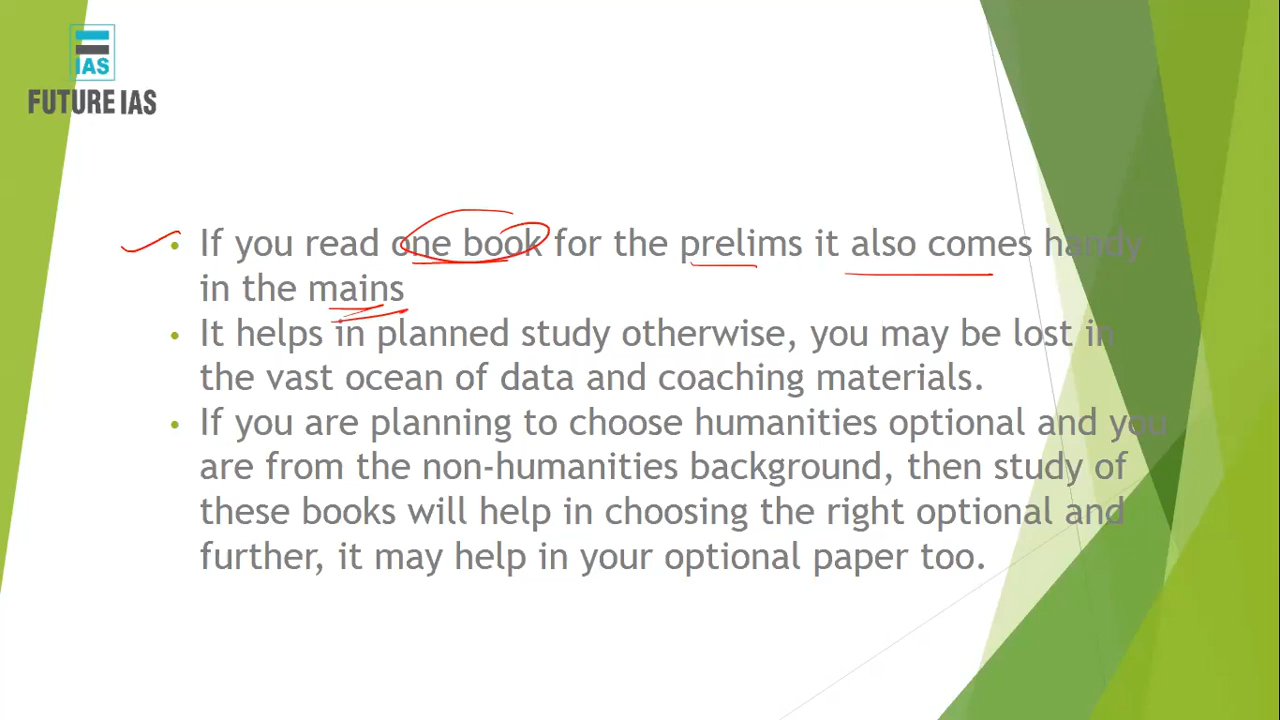 IAS
FUTURE IAS
• If you read one book for the prelims it also comes handy
in the mains
• It helps in planned study otherwise, you may be lost in
the vast ocean of data and coaching materials.
• If you are planning to choose humanities optional and you
are from the non-humanities background, then study of
these books will help in choosing the right optional and
further, it may help in your optional paper too.